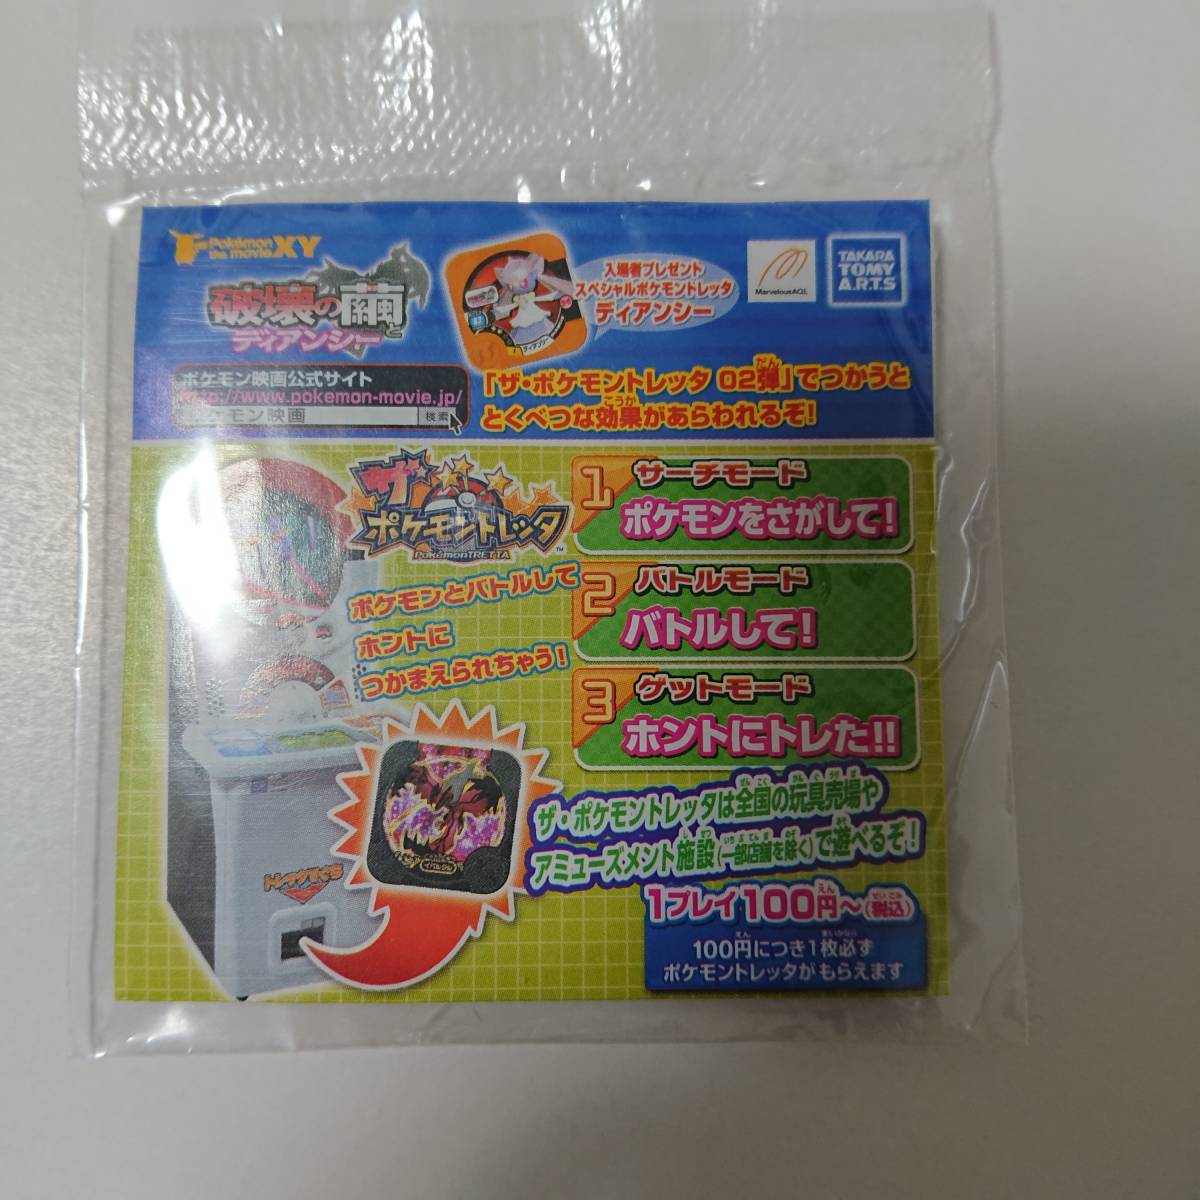 Pokémon
the movie XY
破壊の繭と
ディアンシー
入場者プレゼント
スペシャルポケモントレッタ
ディアンシー
MarvelousAQL
TAKARA
TOMY
A.R.T.S
ポケモン映画公式サイト
http://www.pokemon-movie.jp/
ポケモン映画 検索
「ザ・ポケモントレッタ 02弾」でつかうと
とくべつな効果があらわれるぞ!
ザ・
ポケモントレッタ
PokémonTRETTA
TM
ポケモンとバトルして
ホントに
つかまえられちゃう!
1 サーチモード
ポケモンをさがして!
2 バトルモード
バトルして!
3 ゲットモード
ホントにトレた!!
イベルタル
ザ・ポケモントレッタは全国の玩具売場や
アミューズメント施設(一部店舗を除く)で遊べるぞ!
1プレイ100円~(税込)
100円につき1枚必ず
ポケモントレッタがもらえます